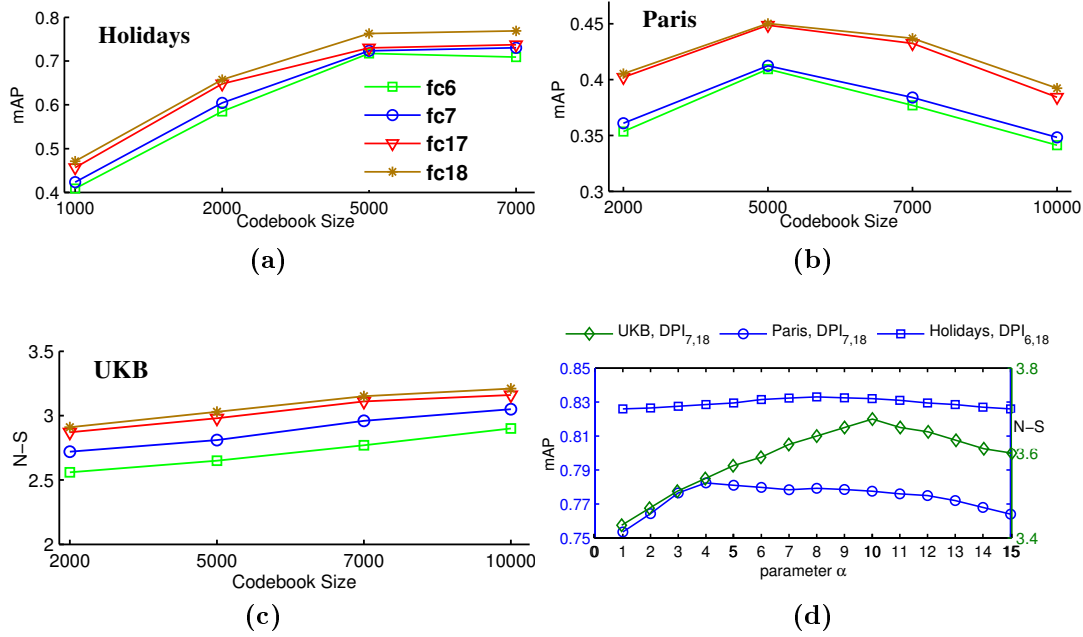 Holidays
0.8
0.7
0.6
0.5
0.4
mAP
fc6
fc7
fc17
fc18
1000 2000 5000 7000
Codebook Size
(a)
Paris
0.45
0.4
0.35
0.3
mAP
2000 5000 7000 10000
Codebook Size
(b)
UKB
3.5
3
2.5
2
N−S
2000 5000 7000 10000
Codebook Size
(c)
UKB, DPI7,18 Paris, DPI7,18 Holidays, DPI6,18
0.85
0.83
0.81
0.79
0.77
0.75
mAP
3.8
N−S
3.6
3.4
0 1 2 3 4 5 6 7 8 9 10 11 12 13 14 15
parameter α
(d)